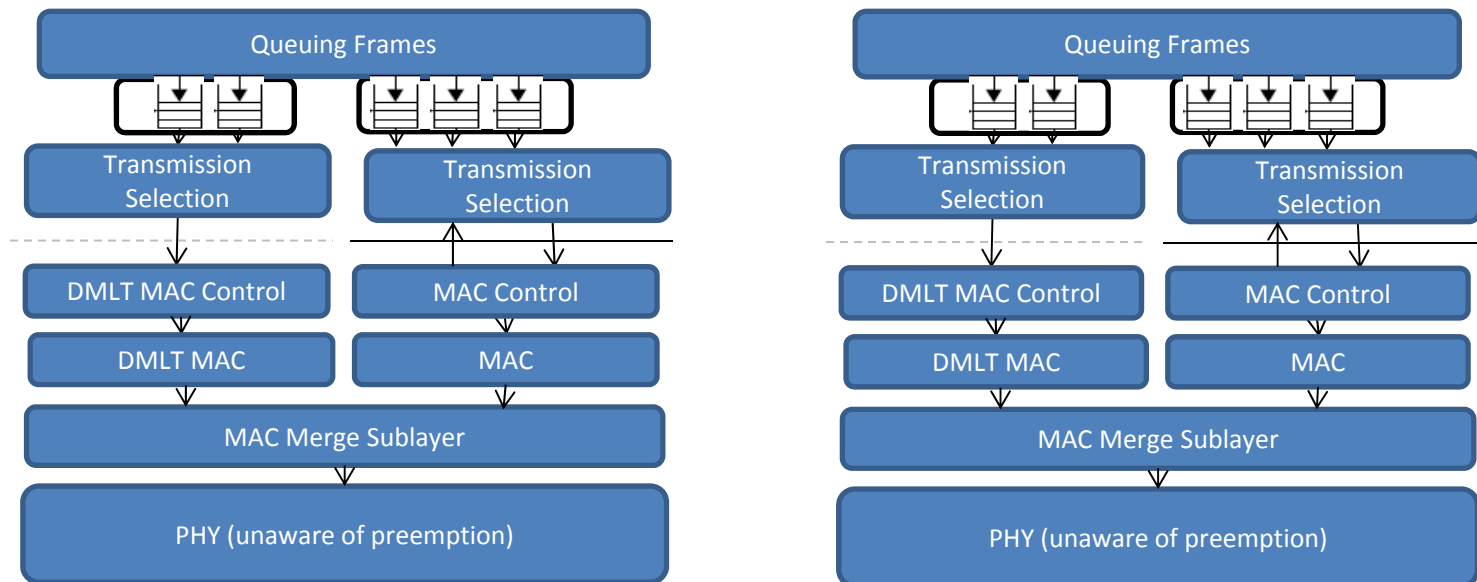 Queuing Frames
Transmission
Selection
Transmission
Selection
DMLT MAC Control
MAC Control
DMLT MAC
MAC
MAC Merge Sublayer
PHY (unaware of preemption)
Queuing Frames
Transmission
Selection
Transmission
Selection
DMLT MAC Control
MAC Control
DMLT MAC
MAC
MAC Merge Sublayer
PHY (unaware of preemption)